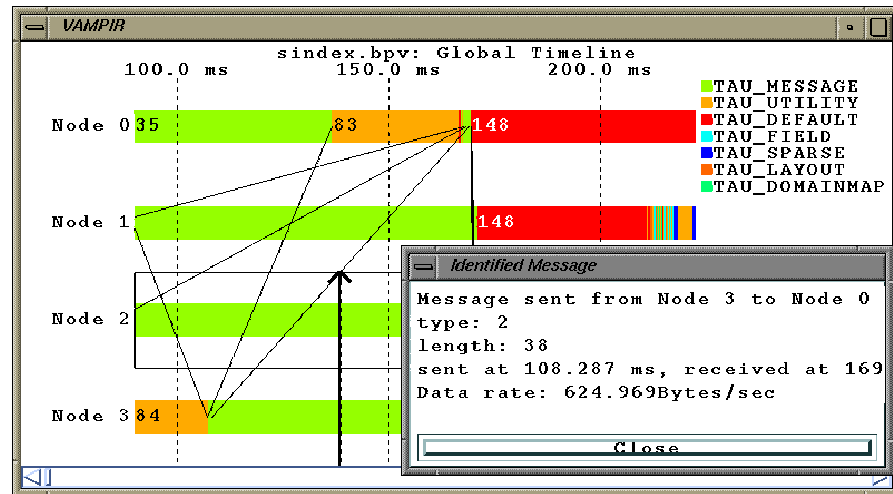 VAMPIR
sindex.bpv: Global Timeline
100.0 ms 150.0 ms 200.0 ms
TAU_MESSAGE
TAU_UTILITY
TAU_DEFAULT
TAU_FIELD
TAU_SPARSE
TAU_LAYOUT
TAU_DOMAINMAP
Node 0 35 83 148
Node 1 148
Node 2
Node 3 84
Identified Message
Message sent from Node 3 to Node 0
type: 2
length: 38
sent at 108.287 ms, received at 169
Data rate: 624.969Bytes/sec
Close